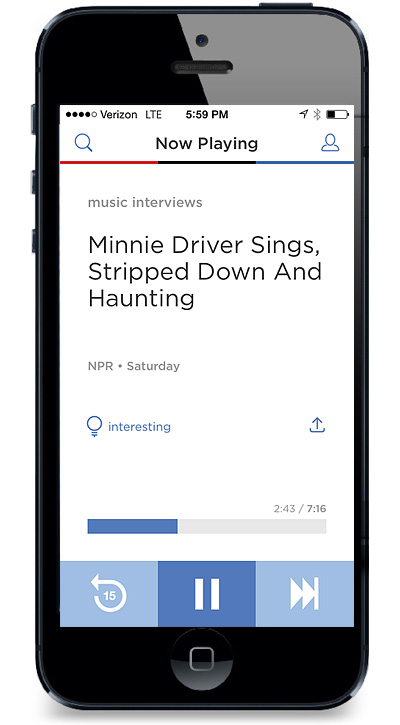 Verizon LTE 5:59 PM
Now Playing
music interviews
Minnie Driver Sings,
Stripped Down And
Haunting
NPR • Saturday
interesting
2:43 / 7:16
15